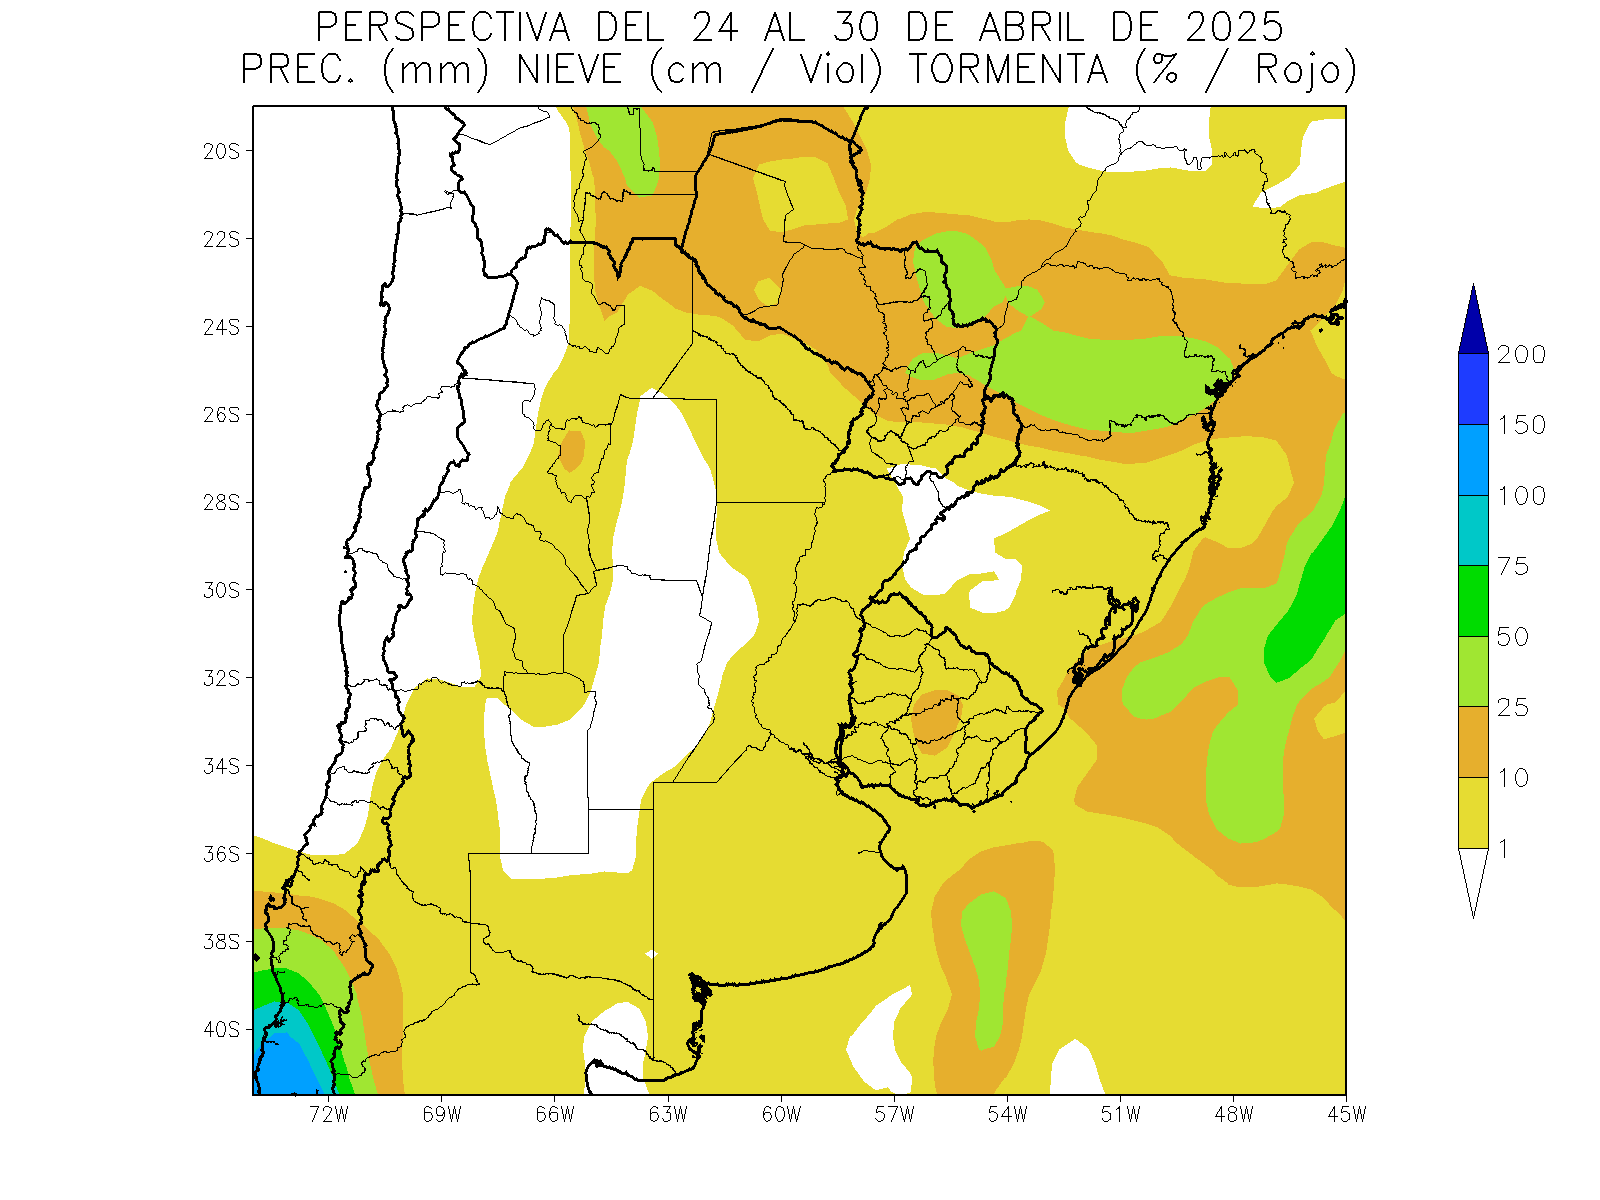 PERSPECTIVA DEL 24 AL 30 DE ABRIL DE 2025
PREC. (mm) NIEVE (cm / Viol) TORMENTA (% / Rojo)
20S
22S
24S
26S
28S
30S
32S
34S
36S
38S
40S
72W 69W 66W 63W 60W 57W 54W 51W 48W 45W
200
150
100
75
50
25
10
1